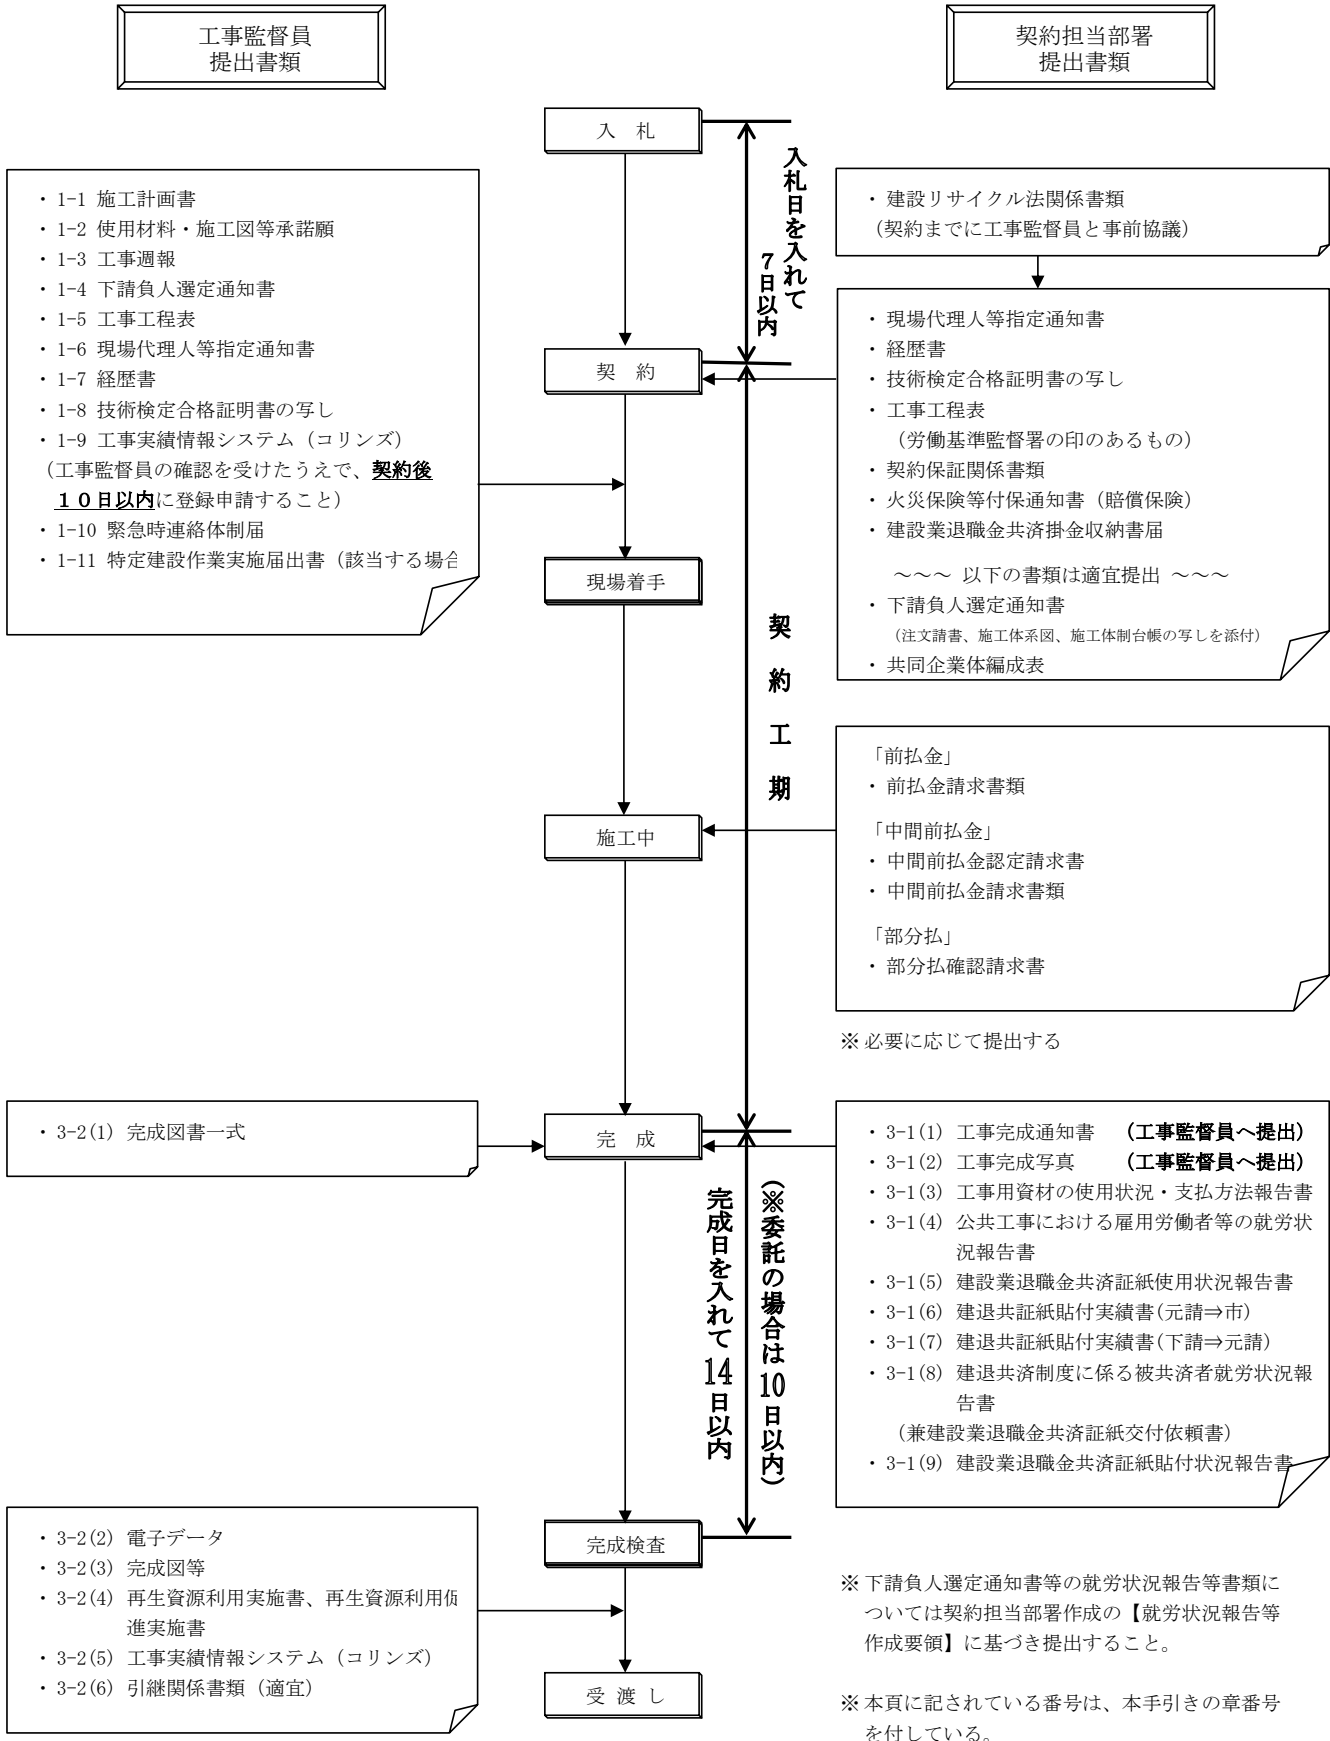 工事監督員
提出書類
契約担当部署
提出書類
入　札
入札日を入れて
7日以内
・ 1-1 施工計画書
・ 1-2 使用材料・施工図等承諾願
・ 1-3 工事週報
・ 1-4 下請負人選定通知書
・ 1-5 工事工程表
・ 1-6 現場代理人等指定通知書
・ 1-7 経歴書
・ 1-8 技術検定合格証明書の写し
・ 1-9 工事実績情報システム（コリンズ）
（工事監督員の確認を受けたうえで、契約後
１０日以内に登録申請すること）
・ 1-10 緊急時連絡体制届
・ 1-11 特定建設作業実施届出書（該当する場合
・ 建設リサイクル法関係書類
（契約までに工事監督員と事前協議）
・ 現場代理人等指定通知書
・ 経歴書
・ 技術検定合格証明書の写し
・ 工事工程表
（労働基準監督署の印のあるもの）
・ 契約保証関係書類
・ 火災保険等付保通知書（賠償保険）
・ 建設業退職金共済掛金収納書届
～～～ 以下の書類は適宜提出 ～～～
・ 下請負人選定通知書
（注文請書、施工体系図、施工体制台帳の写しを添付）
・ 共同企業体編成表
契　約
現場着手
契約工期
施工中
「前払金」
・ 前払金請求書類
「中間前払金」
・ 中間前払金認定請求書
・ 中間前払金請求書類
「部分払」
・ 部分払確認請求書
※ 必要に応じて提出する
・ 3-2(1) 完成図書一式
完　成
・ 3-1(1) 工事完成通知書　（工事監督員へ提出）
・ 3-1(2) 工事完成写真　（工事監督員へ提出）
・ 3-1(3) 工事用資材の使用状況・支払方法報告書
・ 3-1(4) 公共工事における雇用労働者等の就労状
況報告書
・ 3-1(5) 建設業退職金共済証紙使用状況報告書
・ 3-1(6) 建退共証紙貼付実績書(元請⇒市)
・ 3-1(7) 建退共証紙貼付実績書(下請⇒元請)
・ 3-1(8) 建退共済制度に係る被共済者就労状況報
告書
（兼建設業退職金共済証紙交付依頼書）
・ 3-1(9) 建設業退職金共済証紙貼付状況報告書
（※委託の場合は10日以内）
完成日を入れて14日以内
・ 3-2(2) 電子データ
・ 3-2(3) 完成図等
・ 3-2(4) 再生資源利用実施書、再生資源利用促
進実施書
・ 3-2(5) 工事実績情報システム（コリンズ）
・ 3-2(6) 引継関係書類（適宜）
完成検査
受 渡 し
※ 下請負人選定通知書等の就労状況報告等書類に
ついては契約担当部署作成の【就労状況報告等
作成要領】に基づき提出すること。
※ 本頁に記されている番号は、本手引きの章番号
を付している。